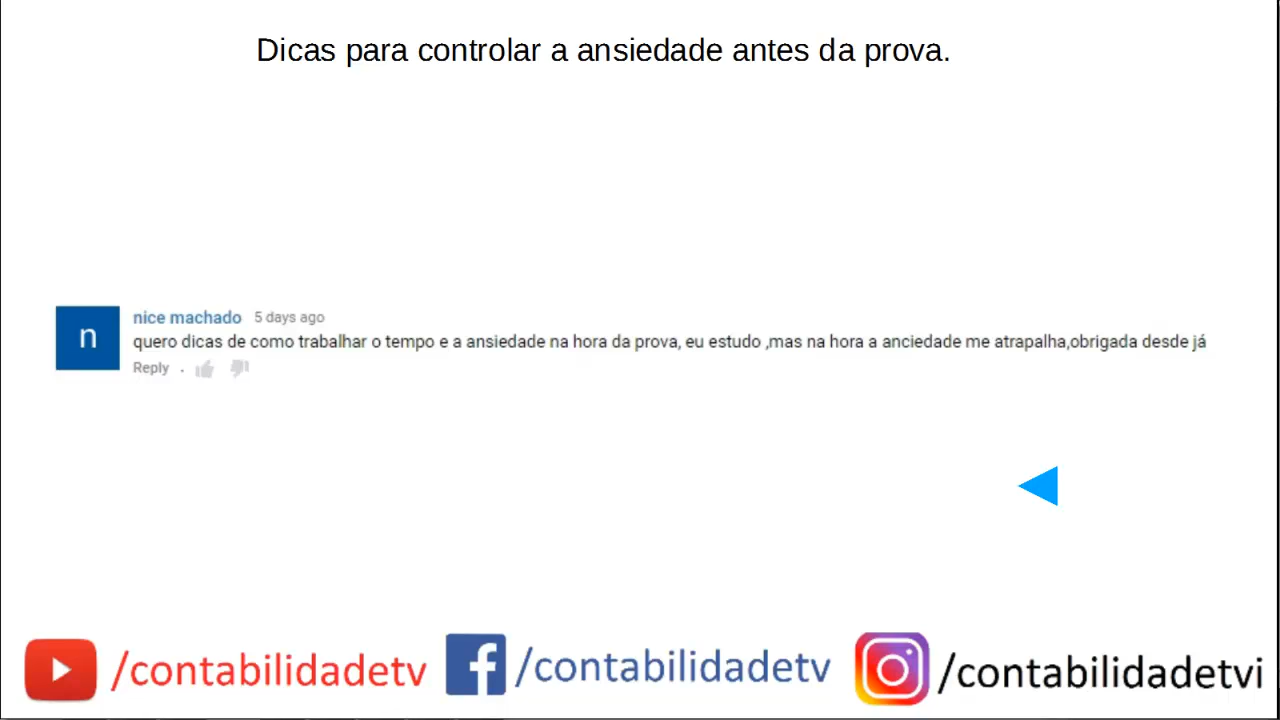 Dicas para controlar a ansiedade antes da prova.
n
nice machado 5 days ago
quero dicas de como trabalhar o tempo e a ansiedade na hora da prova, eu estudo ,mas na hora a anciedade me atrapalha,obrigada desde já
Reply
/contabilidadetv /contabilidadetv /contabilidadetvi